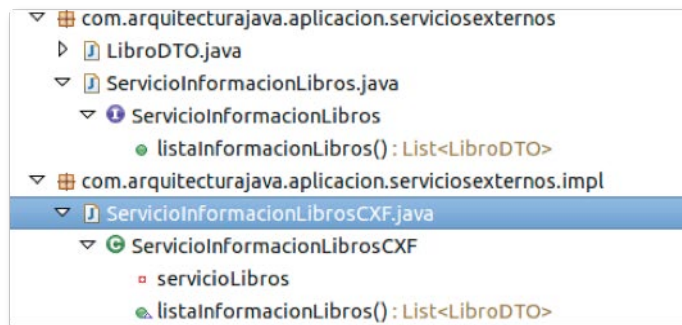 com.arquitecturajava.aplicacion.serviciosexternos
LibroDTO.java
ServicioInformacionLibros.java
ServicioInformacionLibros
listaInformacionLibros() : List<LibroDTO>
com.arquitecturajava.aplicacion.serviciosexternos.impl
ServicioInformacionLibrosCXF.java
ServicioInformacionLibrosCXF
servicioLibros
listaInformacionLibros() : List<LibroDTO>